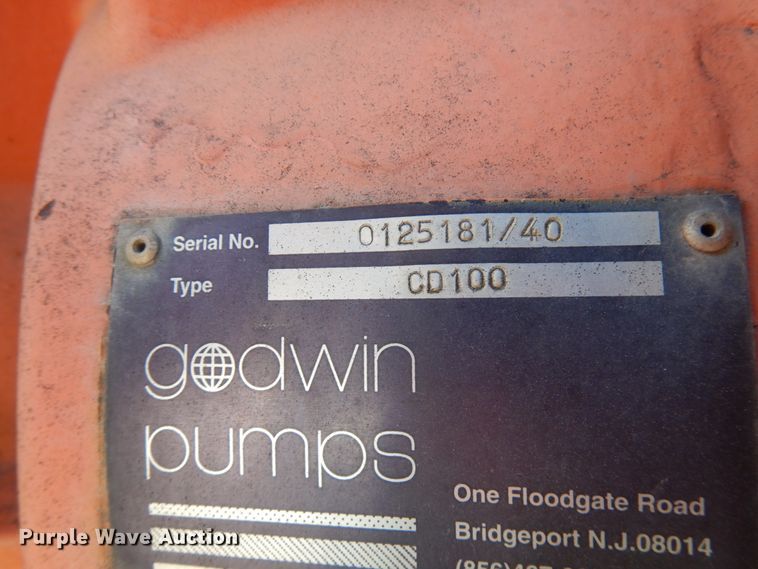 Serial No. 0125181/40
Type CD100
godwin
pumps
One Floodgate Road
Bridgeport N.J.08014
Purple Wave Auction